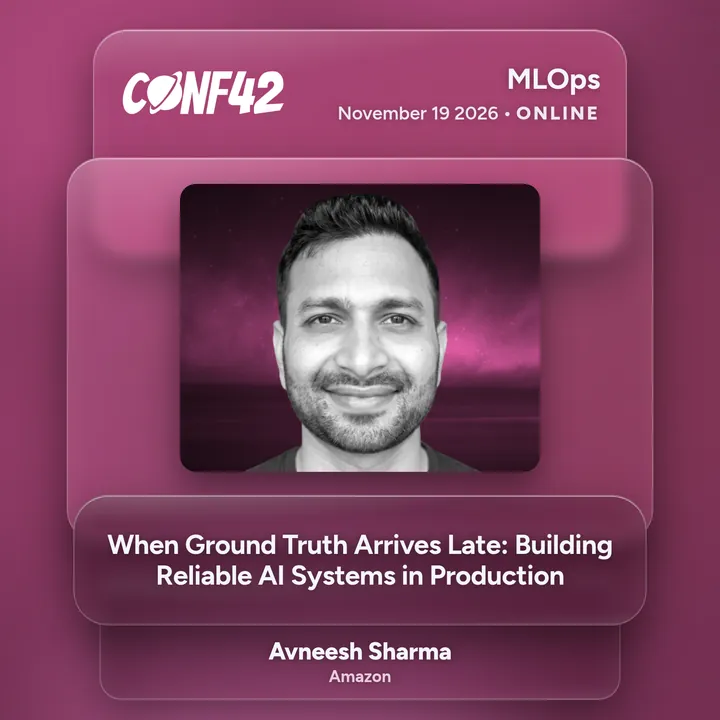 CONF42
MLOps
November 19 2026 • ONLINE
When Ground Truth Arrives Late: Building
Reliable AI Systems in Production
Avneesh Sharma
Amazon